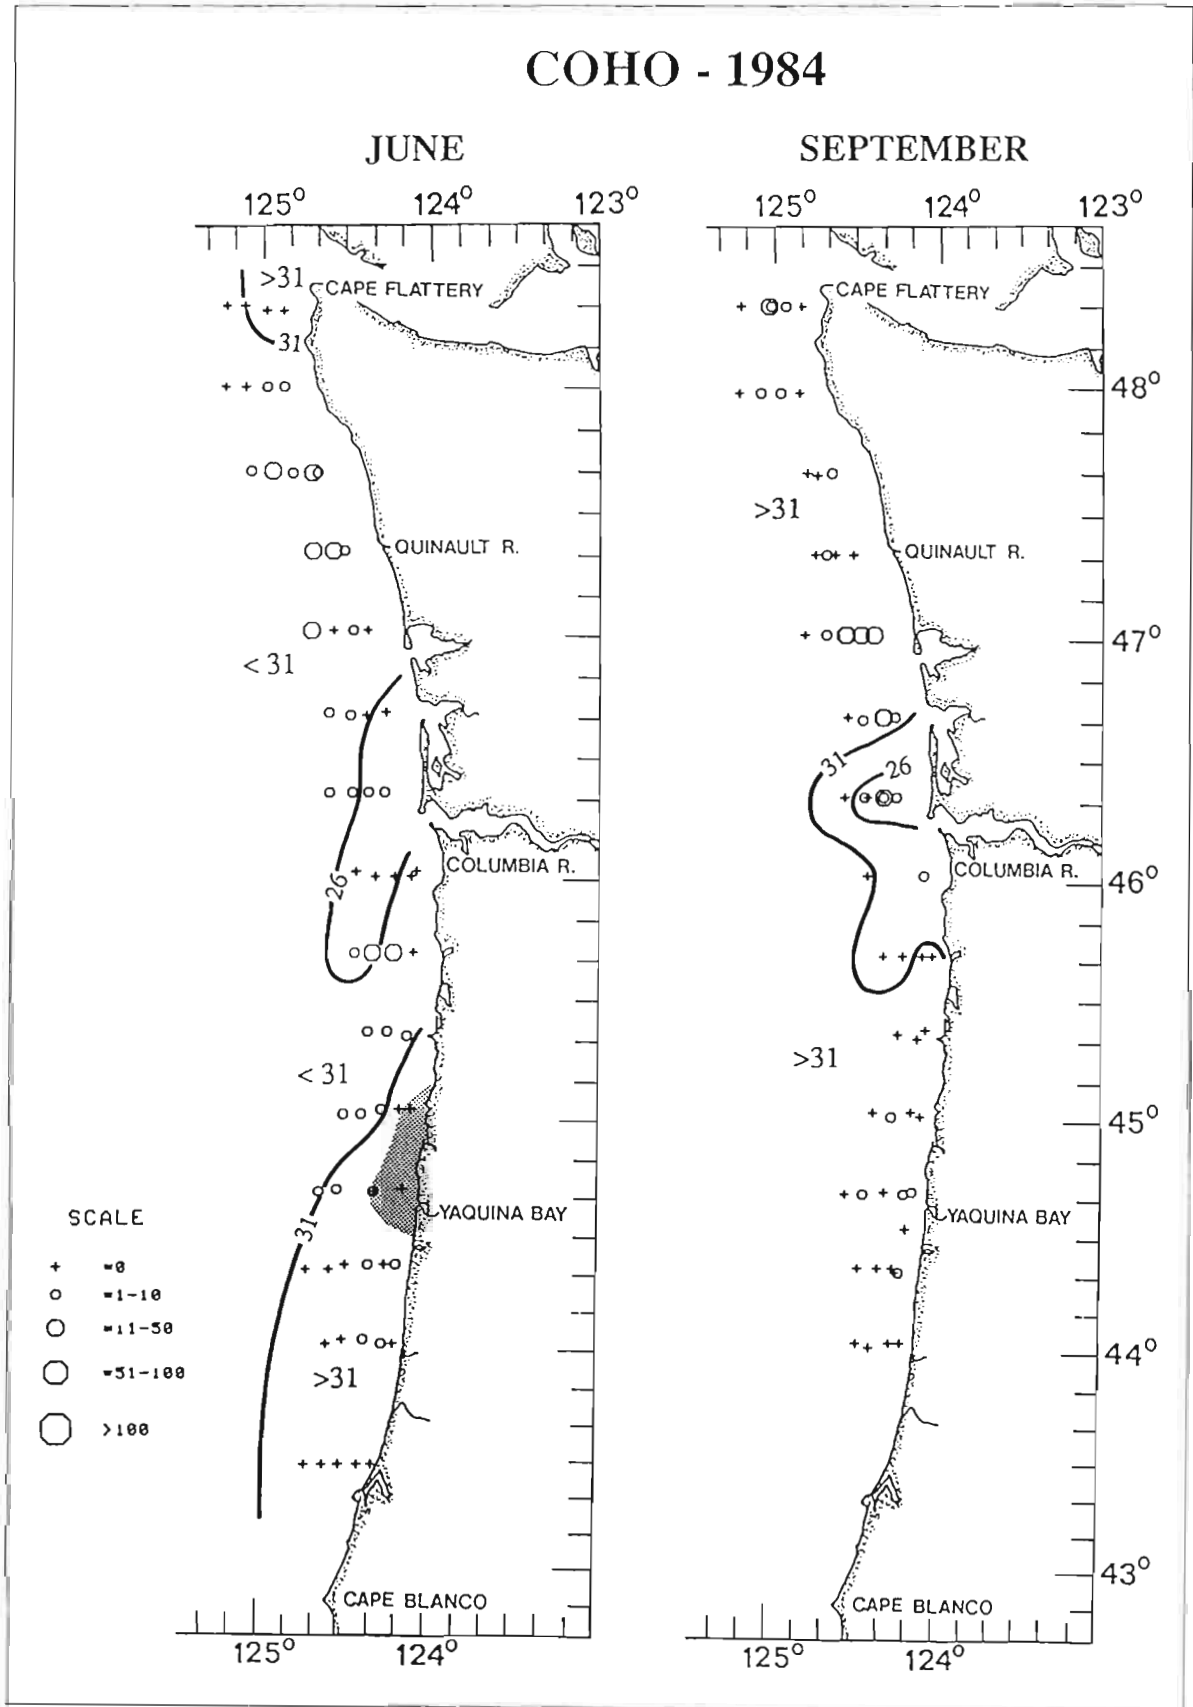 COHO - 1984
JUNE
125° 124° 123°
>31
CAPE FLATTERY
31
QUINAULT R.
< 31
26
COLUMBIA R.
< 31
31
YAQUINA BAY
>31
CAPE BLANCO
125° 124°
SEPTEMBER
125° 124° 123°
CAPE FLATTERY
48°
>31
QUINAULT R.
47°
31
26
COLUMBIA R.
46°
>31
45°
YAQUINA BAY
44°
43°
CAPE BLANCO
125° 124°
SCALE
+ =0
=1-10
=11-50
=51-100
>100